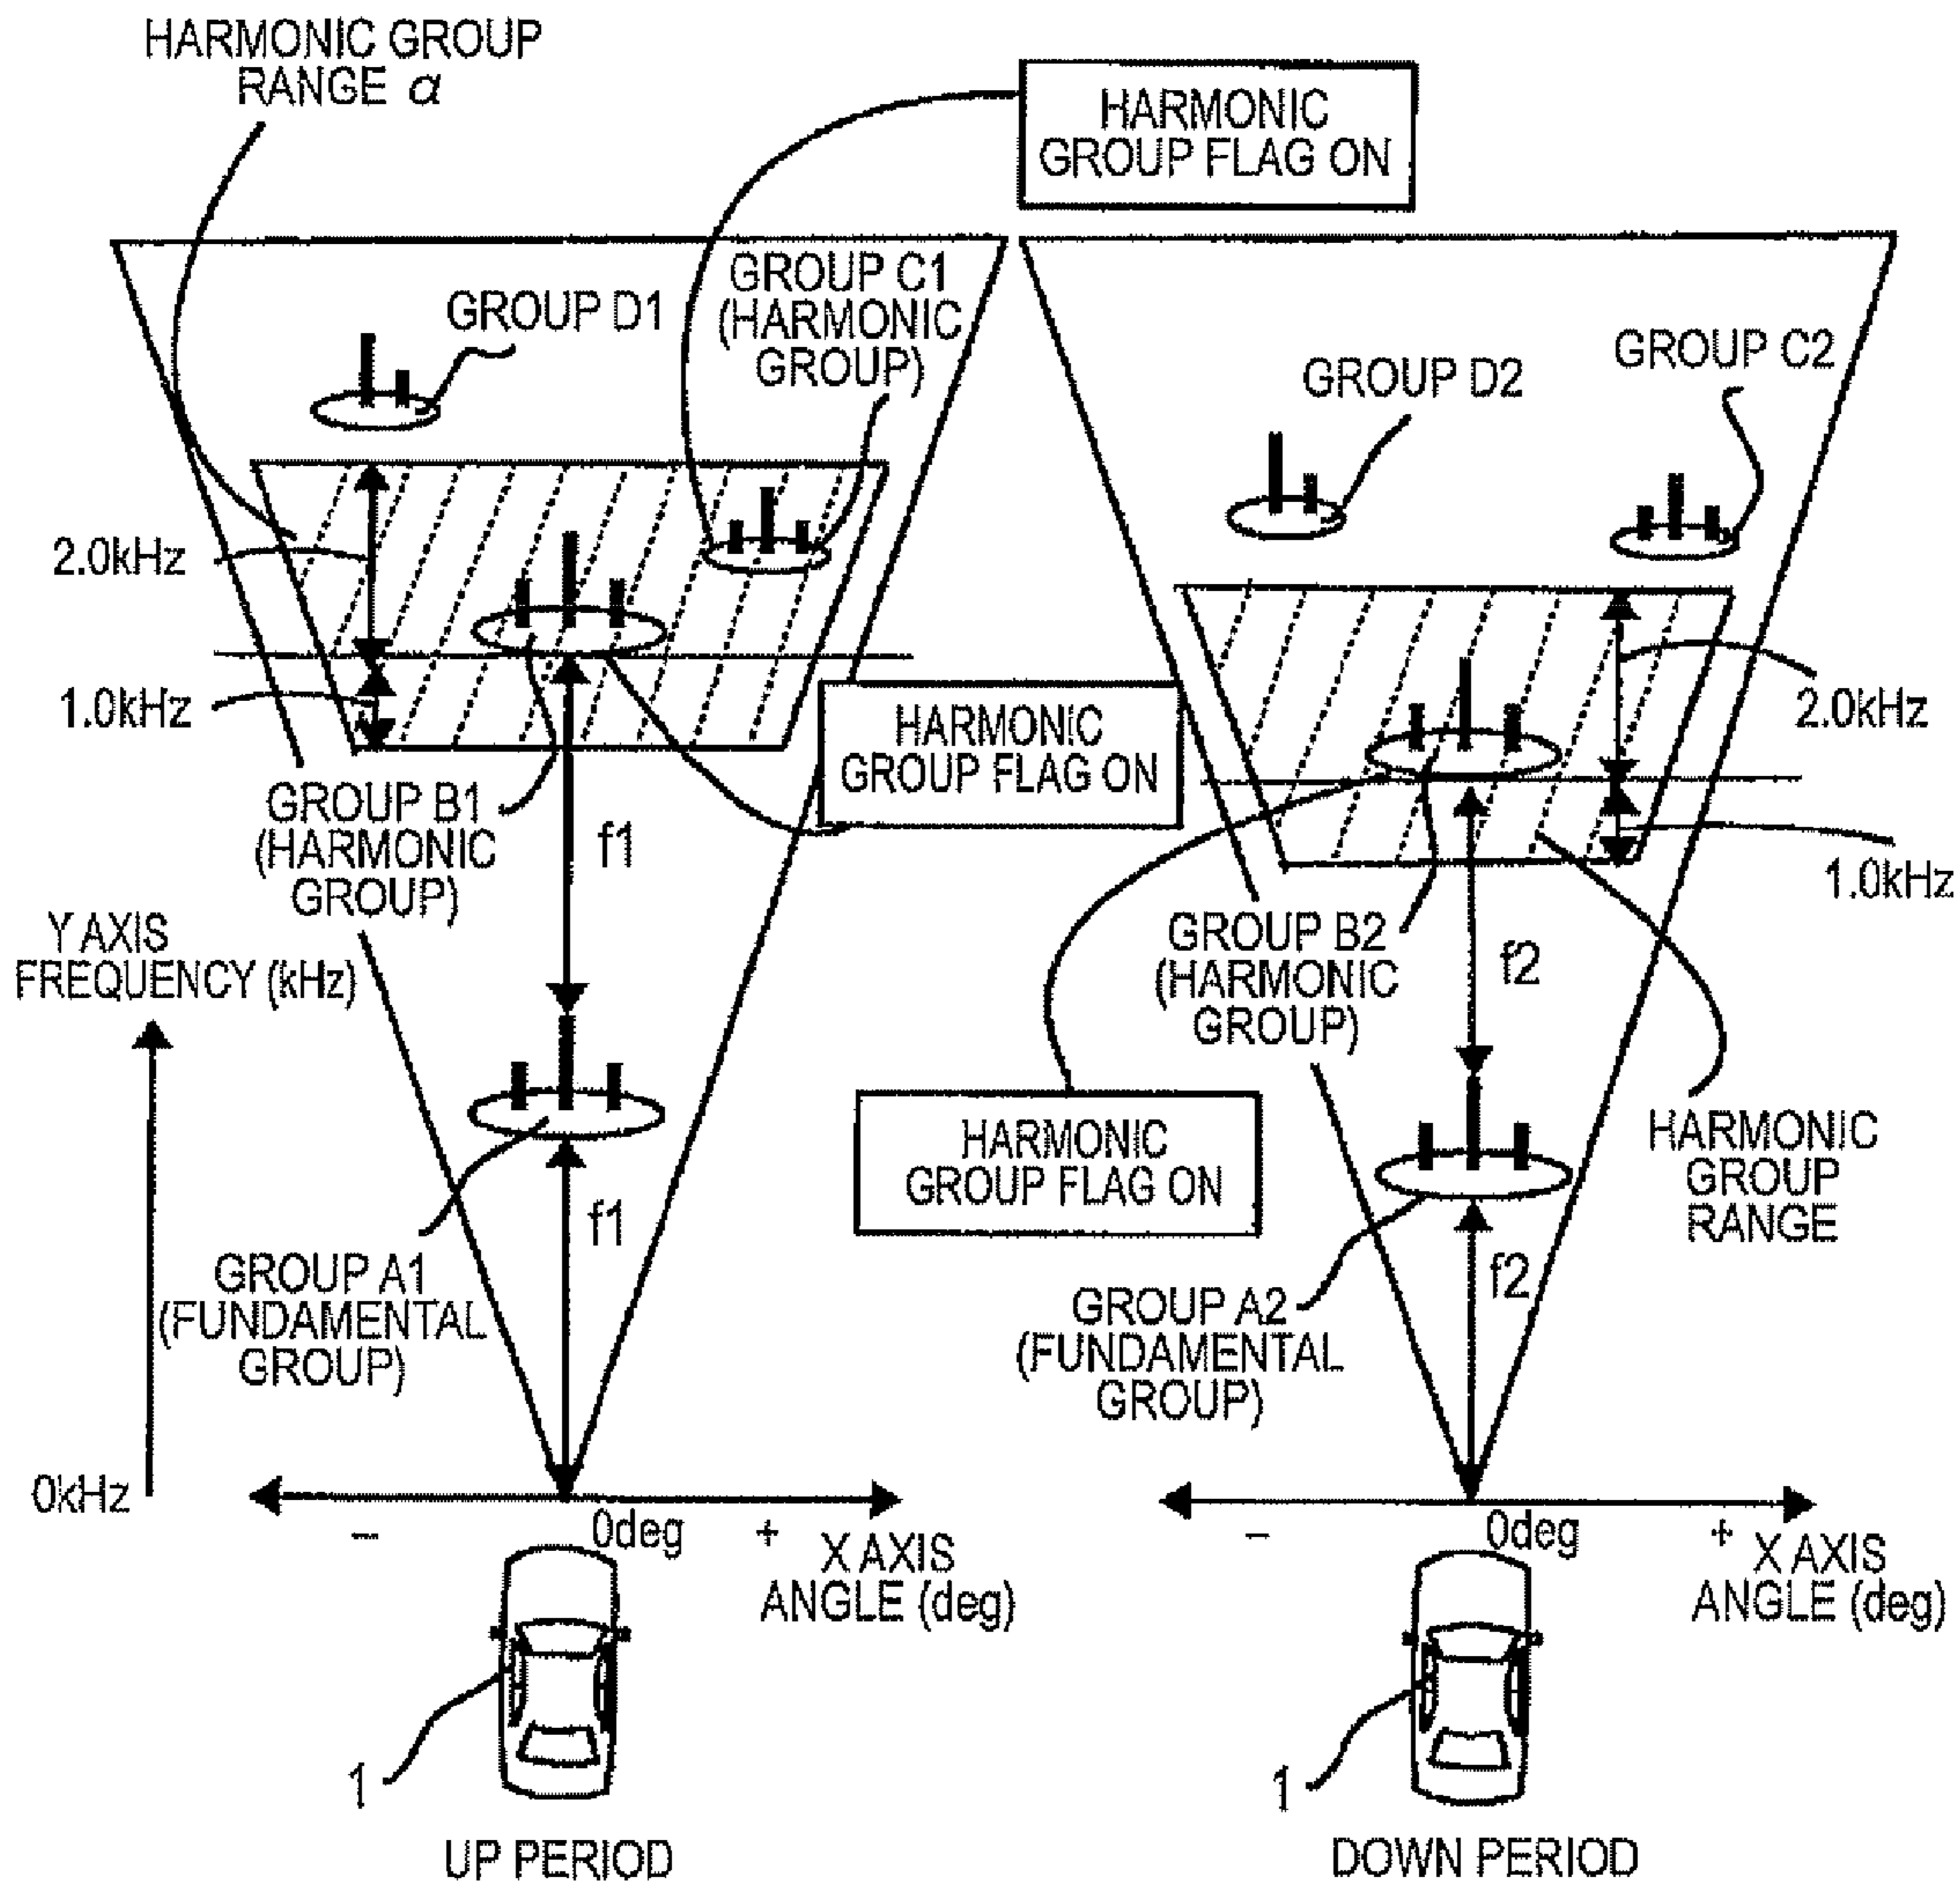 HARMONIC GROUP
RANGE α
HARMONIC
GROUP FLAG ON
GROUP D1
GROUP C1
(HARMONIC
GROUP)
2.0kHz
1.0kHz
GROUP B1
(HARMONIC
GROUP)
f1
HARMONIC
GROUP FLAG ON
Y AXIS
FREQUENCY (kHz)
f1
GROUP A1
(FUNDAMENTAL
GROUP)
0kHz
−
0deg
+
X AXIS
ANGLE (deg)
1
UP PERIOD
GROUP D2
GROUP C2
2.0kHz
1.0kHz
GROUP B2
(HARMONIC
GROUP)
f2
HARMONIC
GROUP FLAG ON
HARMONIC
GROUP
RANGE
f2
GROUP A2
(FUNDAMENTAL
GROUP)
−
0deg
+
X AXIS
ANGLE (deg)
1
DOWN PERIOD